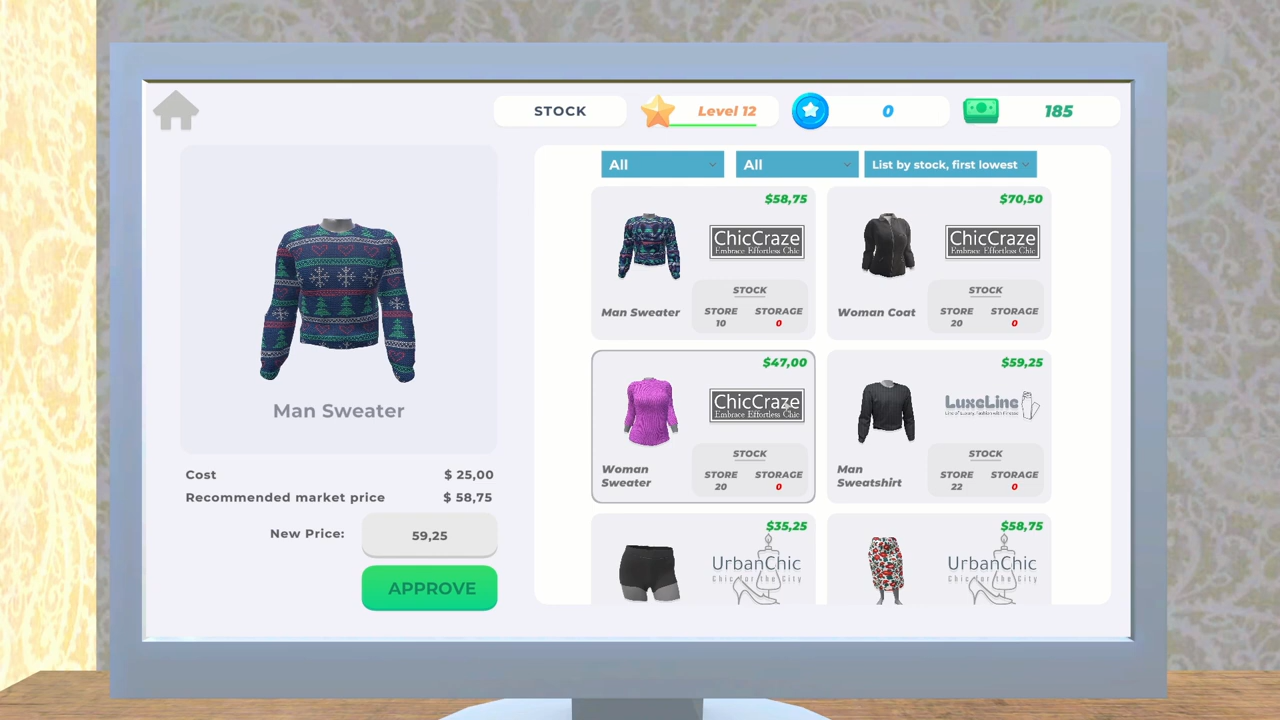 STOCK
Level 12
0
185
All
All
List by stock, first lowest
Man Sweater
Cost
$ 25,00
Recommended market price
$ 58,75
New Price:
59,25
APPROVE
$58,75
ChicCraze
Embrace Effortless Chic
Man Sweater
STOCK
STORE
STORAGE
10
0
$70,50
ChicCraze
Embrace Effortless Chic
Woman Coat
STOCK
STORE
STORAGE
20
0
$47,00
ChicCraze
Embrace Effortless Chic
Woman
Sweater
STOCK
STORE
STORAGE
20
0
$59,25
LuxeLine
Man
Sweatshirt
STOCK
STORE
STORAGE
22
0
$35,25
UrbanChic
Chic for the City
$58,75
UrbanChic
Chic for the City